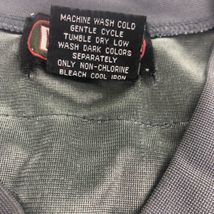 MACHINE WASH COLD
GENTLE CYCLE
TUMBLE DRY LOW
WASH DARK COLORS
SEPARATELY
ONLY NON-CHLORINE
BLEACH COOL IRON